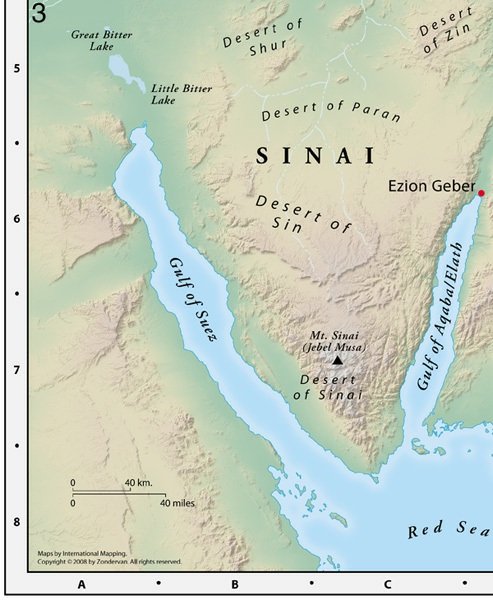 3
Great Bitter
Lake
Desert of
Shur
Desert
of Zin
5
Little Bitter
Lake
Desert of Paran
SINAI
Ezion Geber
6
Desert of
Sin
Gulf of Suez
Gulf of Aqaba/Elath
Mt. Sinai
(Jebel Musa)
7
Desert
of Sinai
0 40 km.
0 40 miles
8
Red Sea
Maps by International Mapping.
Copyright © 2008 by Zondervan. All rights reserved.
A B C